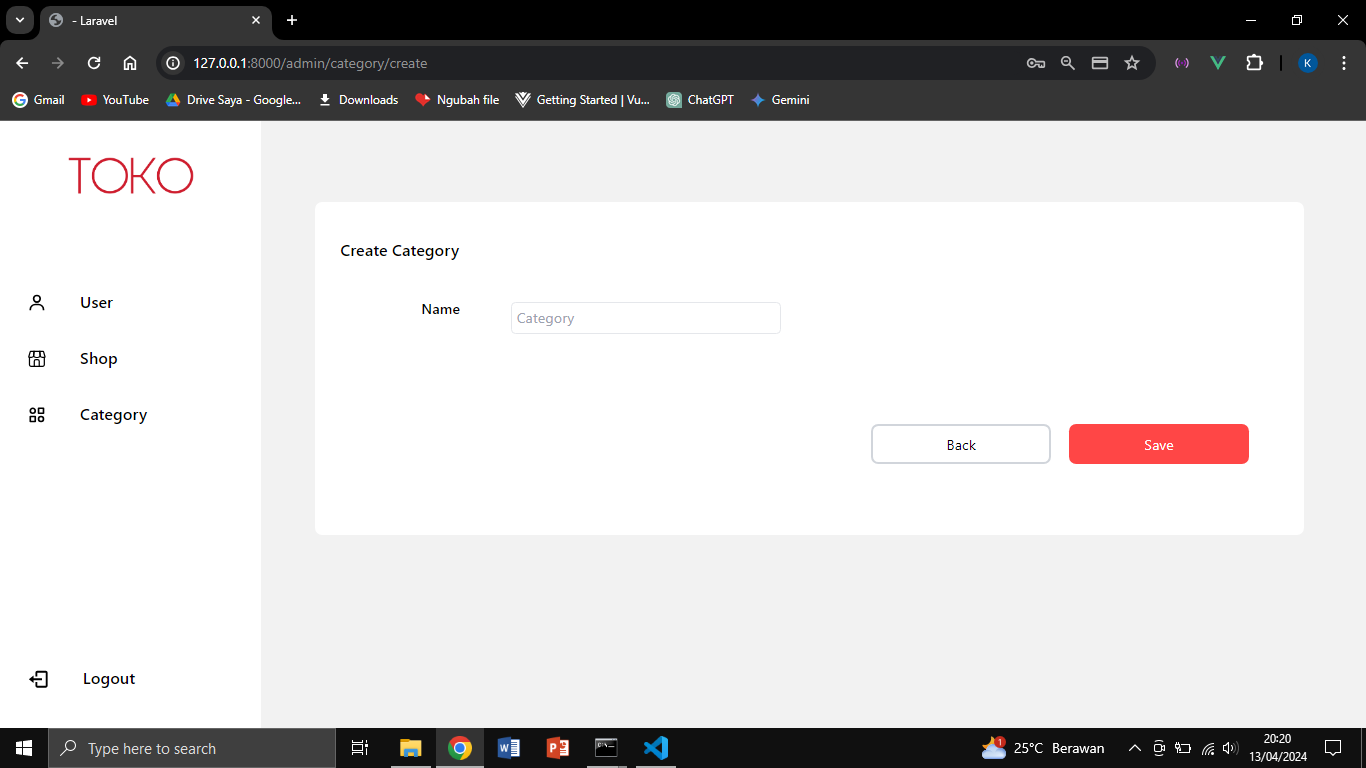 - Laravel
127.0.0.1:8000/admin/category/create
K
Gmail
YouTube
Drive Saya - Google...
Downloads
Ngubah file
Getting Started | Vu...
ChatGPT
Gemini
TOKO
User
Shop
Category
Logout
Create Category
Name
Category
Back
Save
Type here to search
1
25°C Berawan
20:20
13/04/2024